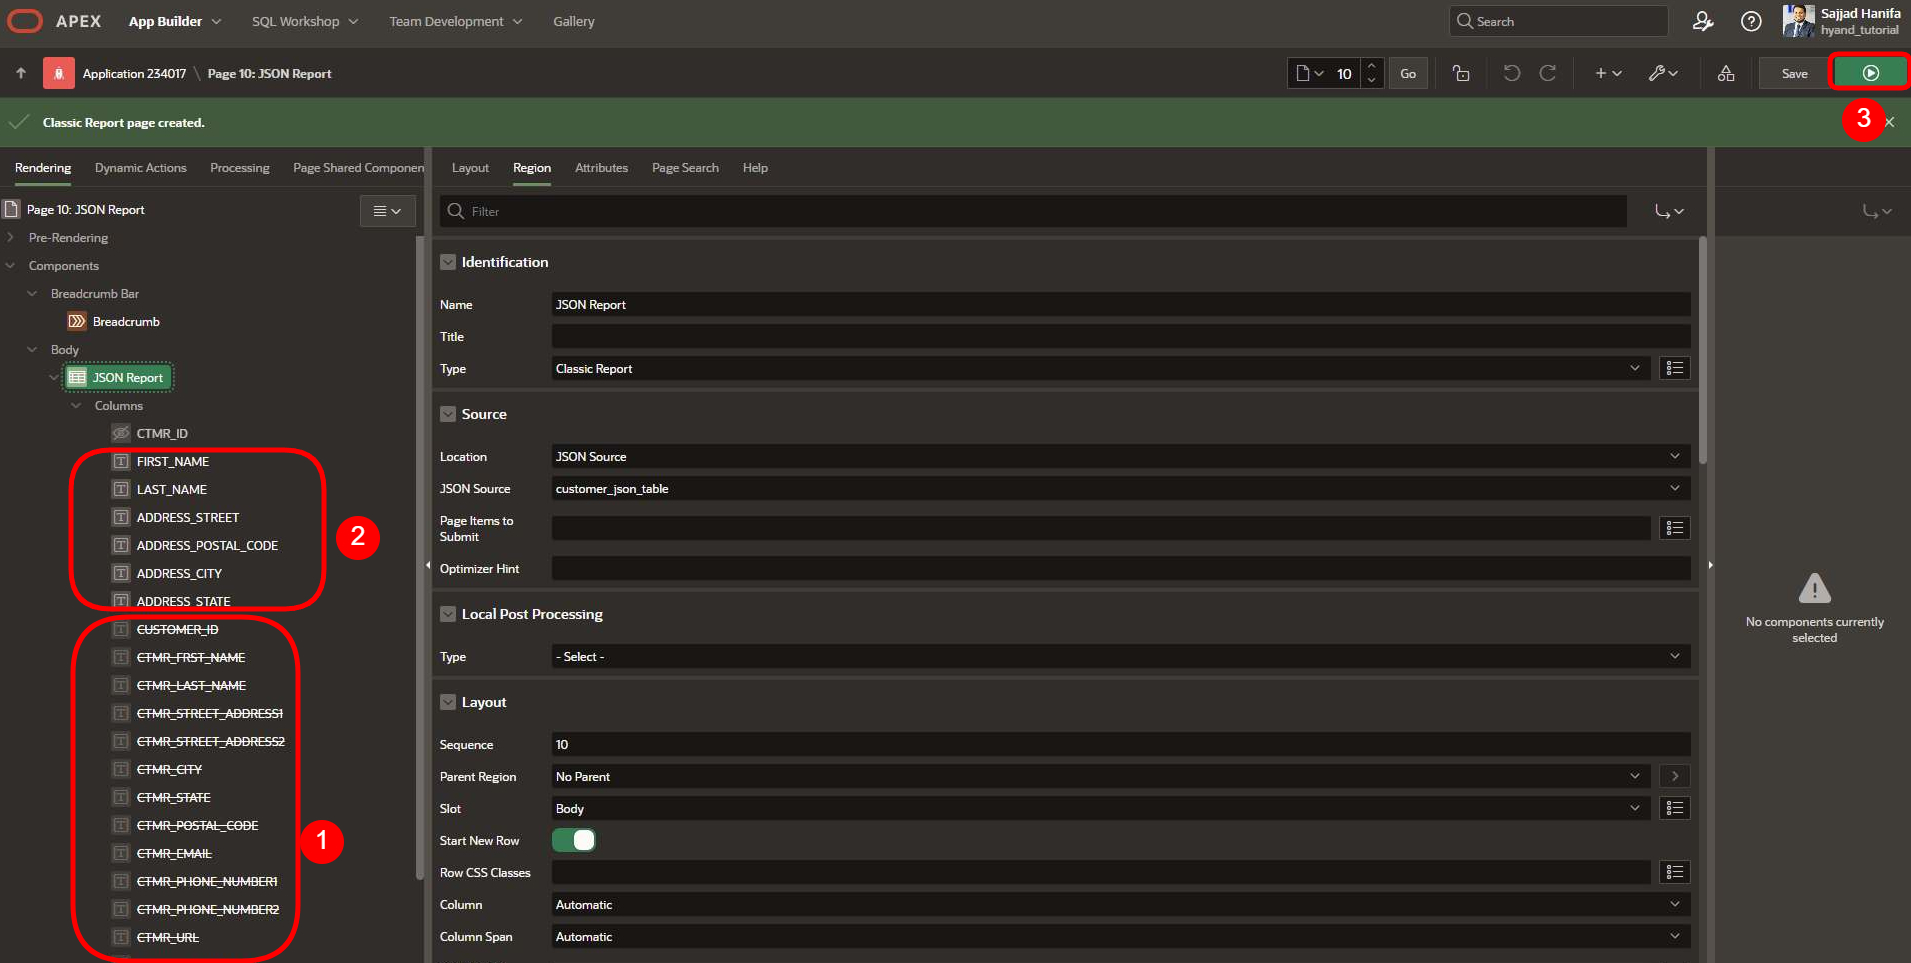 APEX App Builder SQL Workshop Team Development Gallery Search Sajjad Hanifa
hyand_tutorial
Application 234017 \ Page 10: JSON Report 10 Go Save
Classic Report page created. 3
Rendering Dynamic Actions Processing Page Shared Componen
Layout Region Attributes Page Search Help
Page 10: JSON Report
Pre-Rendering
Components
Breadcrumb Bar
Breadcrumb
Body
JSON Report
Columns
CTMR_ID
FIRST_NAME
LAST_NAME
ADDRESS_STREET
ADDRESS_POSTAL_CODE
ADDRESS_CITY
ADDRESS_STATE
2
CUSTOMER_ID
CTMR_FRST_NAME
CTMR_LAST_NAME
CTMR_STREET_ADDRESS1
CTMR_STREET_ADDRESS2
CTMR_CITY
CTMR_STATE
CTMR_POSTAL_CODE
CTMR_EMAIL
CTMR_PHONE_NUMBER1
CTMR_PHONE_NUMBER2
CTMR_URL
1
Filter
Identification
Name JSON Report
Title
Type Classic Report
Source
Location JSON Source
JSON Source customer_json_table
Page Items to
Submit
Optimizer Hint
Local Post Processing
Type - Select -
Layout
Sequence 10
Parent Region No Parent
Slot Body
Start New Row
Row CSS Classes
Column Automatic
Column Span Automatic
No components currently
selected